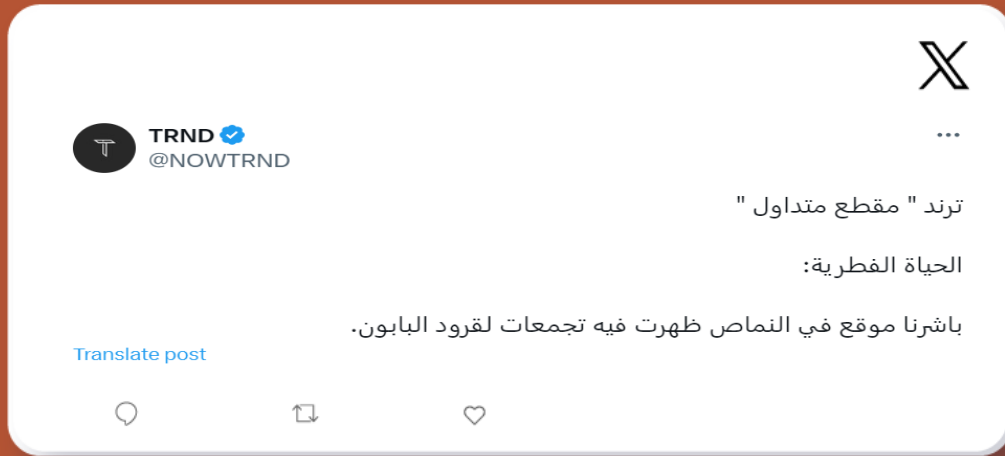 TRND
@NOWTRND
ترند " مقطع متداول "
الحياة الفطرية:
باشرنا موقع في النماص ظهرت فيه تجمعات لقرود البابون.
Translate post